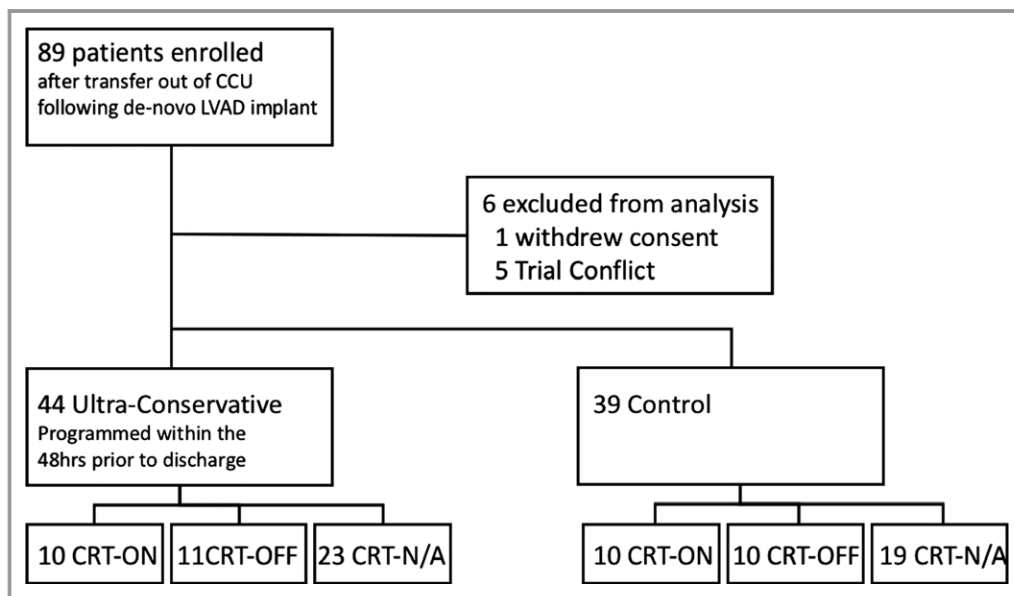 89 patients enrolled
after transfer out of CCU
following de-novo LVAD implant
6 excluded from analysis
1 withdrew consent
5 Trial Conflict
44 Ultra-Conservative
Programmed within the
48hrs prior to discharge
39 Control
10 CRT-ON
11CRT-OFF
23 CRT-N/A
10 CRT-ON
10 CRT-OFF
19 CRT-N/A